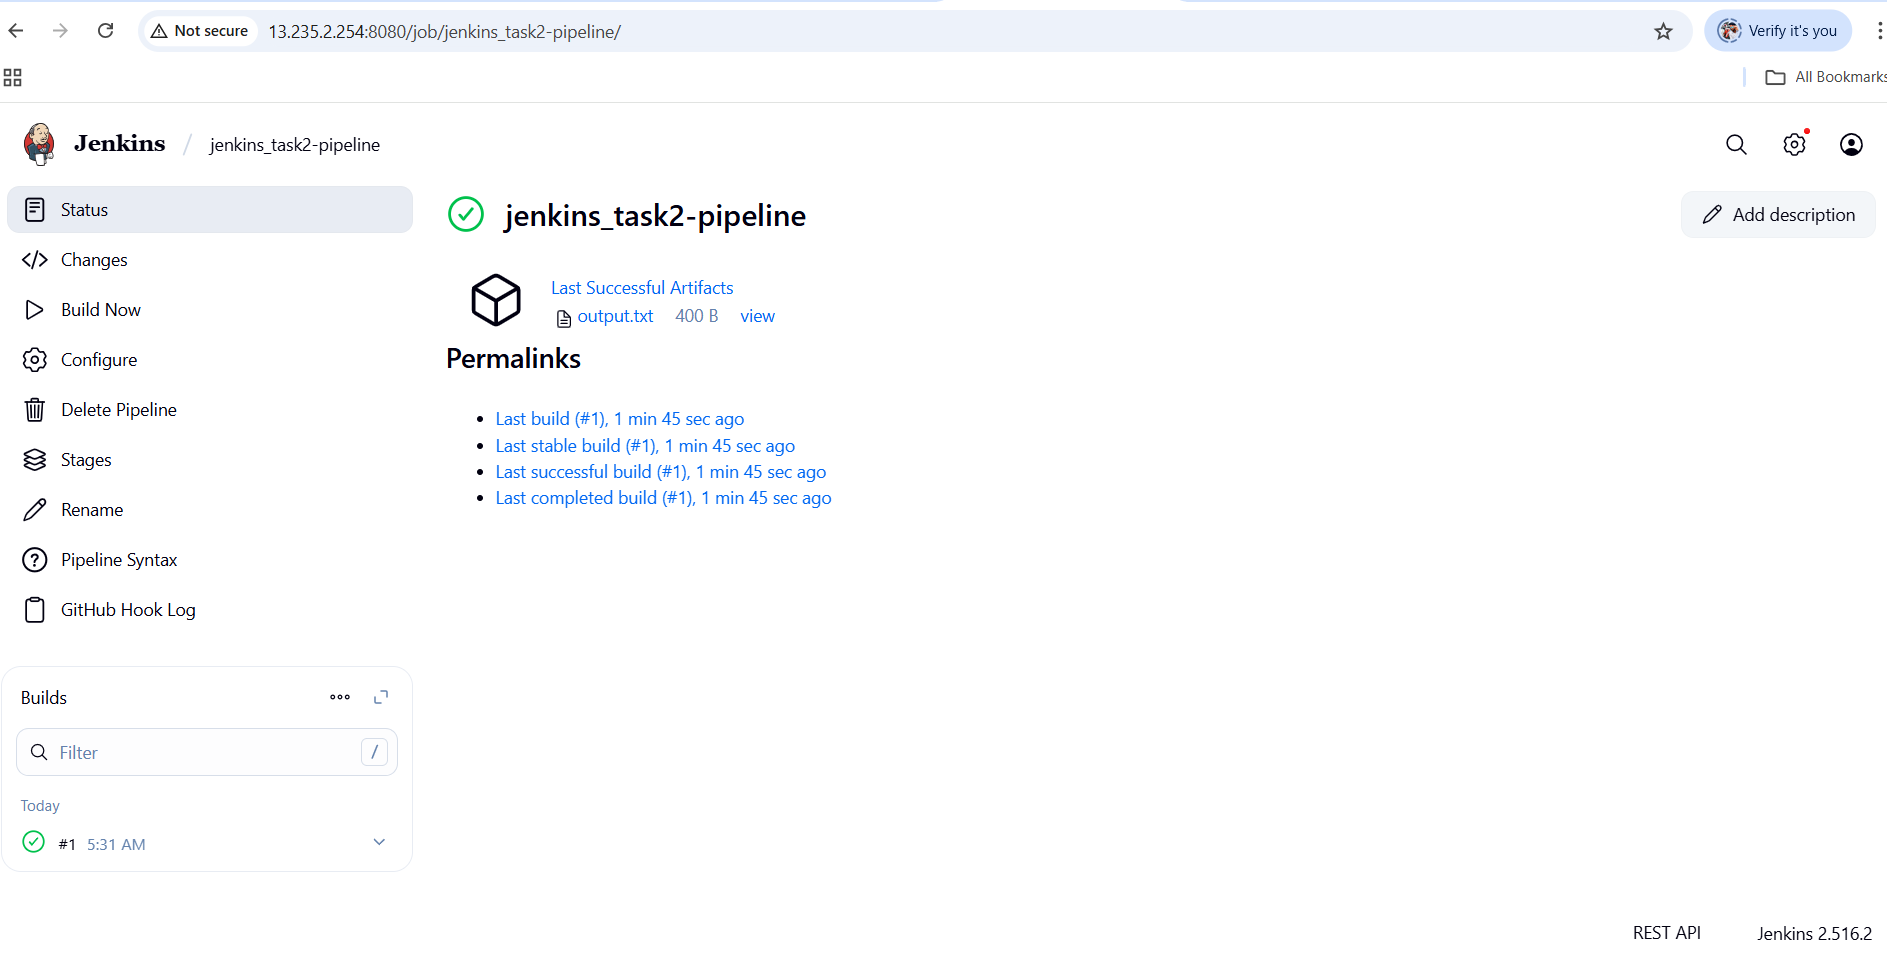 Not secure
13.235.2.254:8080/job/jenkins_task2-pipeline/
Verify it's you
All Bookmarks
Jenkins / jenkins_task2-pipeline
Status
Changes
Build Now
Configure
Delete Pipeline
Stages
Rename
Pipeline Syntax
GitHub Hook Log
Builds
Filter /
Today
#1 5:31 AM
jenkins_task2-pipeline
Add description
Last Successful Artifacts
output.txt 400 B view
Permalinks
Last build (#1), 1 min 45 sec ago
Last stable build (#1), 1 min 45 sec ago
Last successful build (#1), 1 min 45 sec ago
Last completed build (#1), 1 min 45 sec ago
REST API
Jenkins 2.516.2